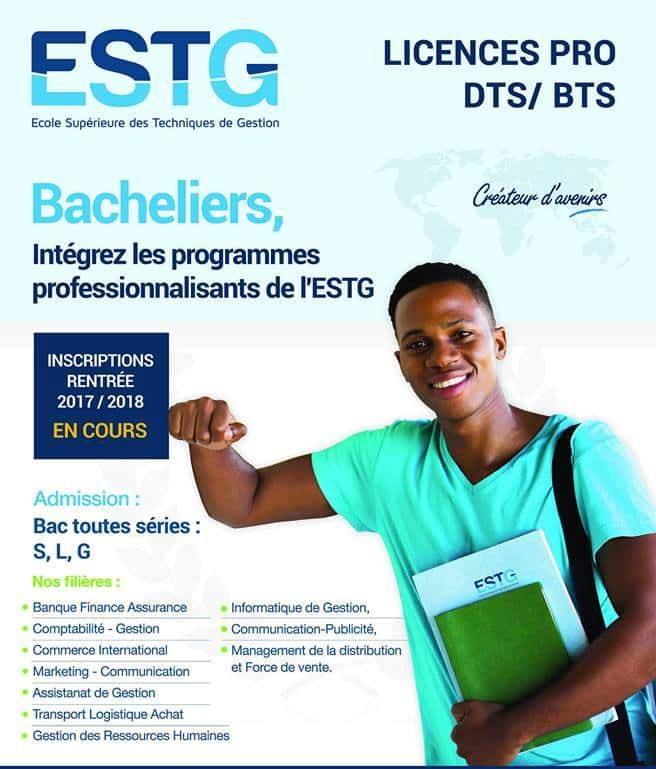 ESTG
Ecole Supérieure des Techniques de Gestion
LICENCES PRO
DTS/ BTS
Créateur d'avenirs
Bacheliers,
Intégrez les programmes
professionnalisants de l'ESTG
INSCRIPTIONS
RENTRÉE
2017 / 2018
EN COURS
Admission :
Bac toutes séries :
S, L, G
Nos filières :
Banque Finance Assurance
Comptabilité - Gestion
Commerce International
Marketing - Communication
Assistanat de Gestion
Transport Logistique Achat
Gestion des Ressources Humaines
Informatique de Gestion,
Communication-Publicité,
Management de la distribution
et Force de vente.
ESTG